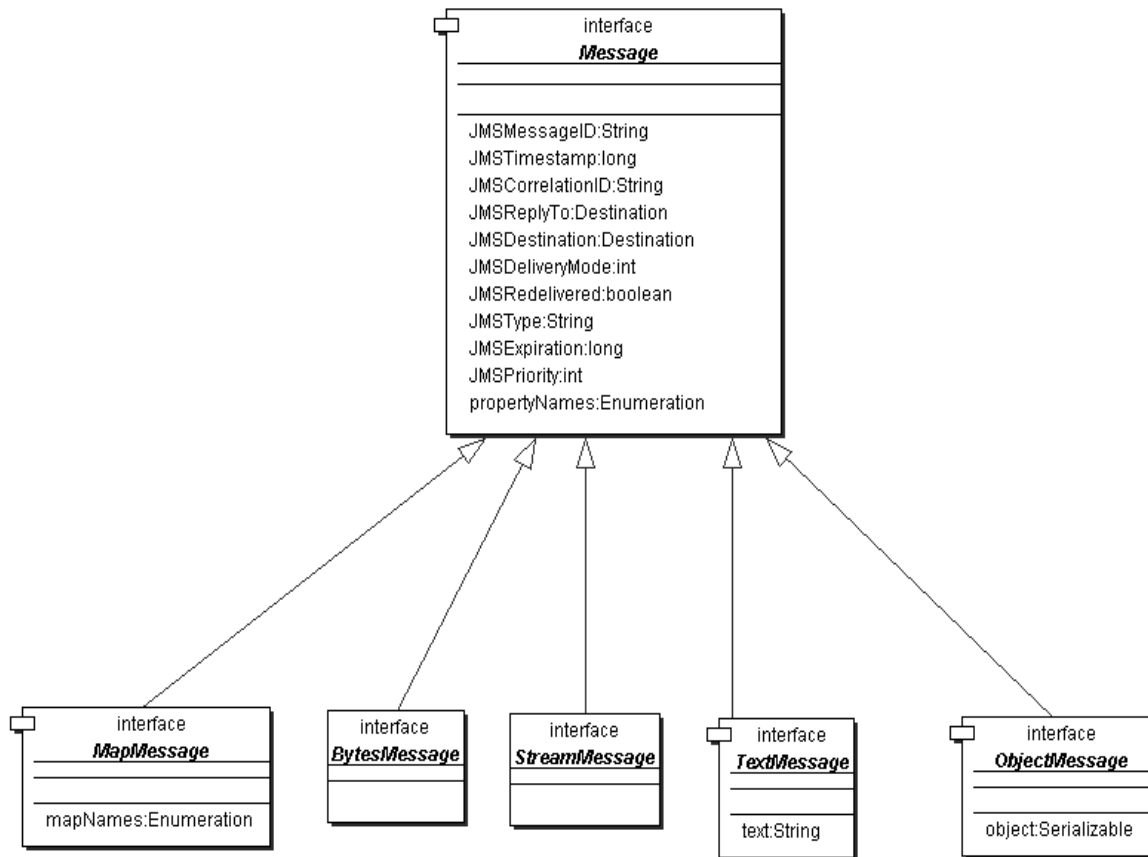 interface
Message
JMSMessageID:String
JMSTimestamp:long
JMSCorrelationID:String
JMSReplyTo:Destination
JMSDestination:Destination
JMSDeliveryMode:int
JMSRedelivered:boolean
JMSType:String
JMSExpiration:long
JMSPriority:int
propertyNames:Enumeration
interface
MapMessage
mapNames:Enumeration
interface
BytesMessage
interface
StreamMessage
interface
TextMessage
text:String
interface
ObjectMessage
object:Serializable